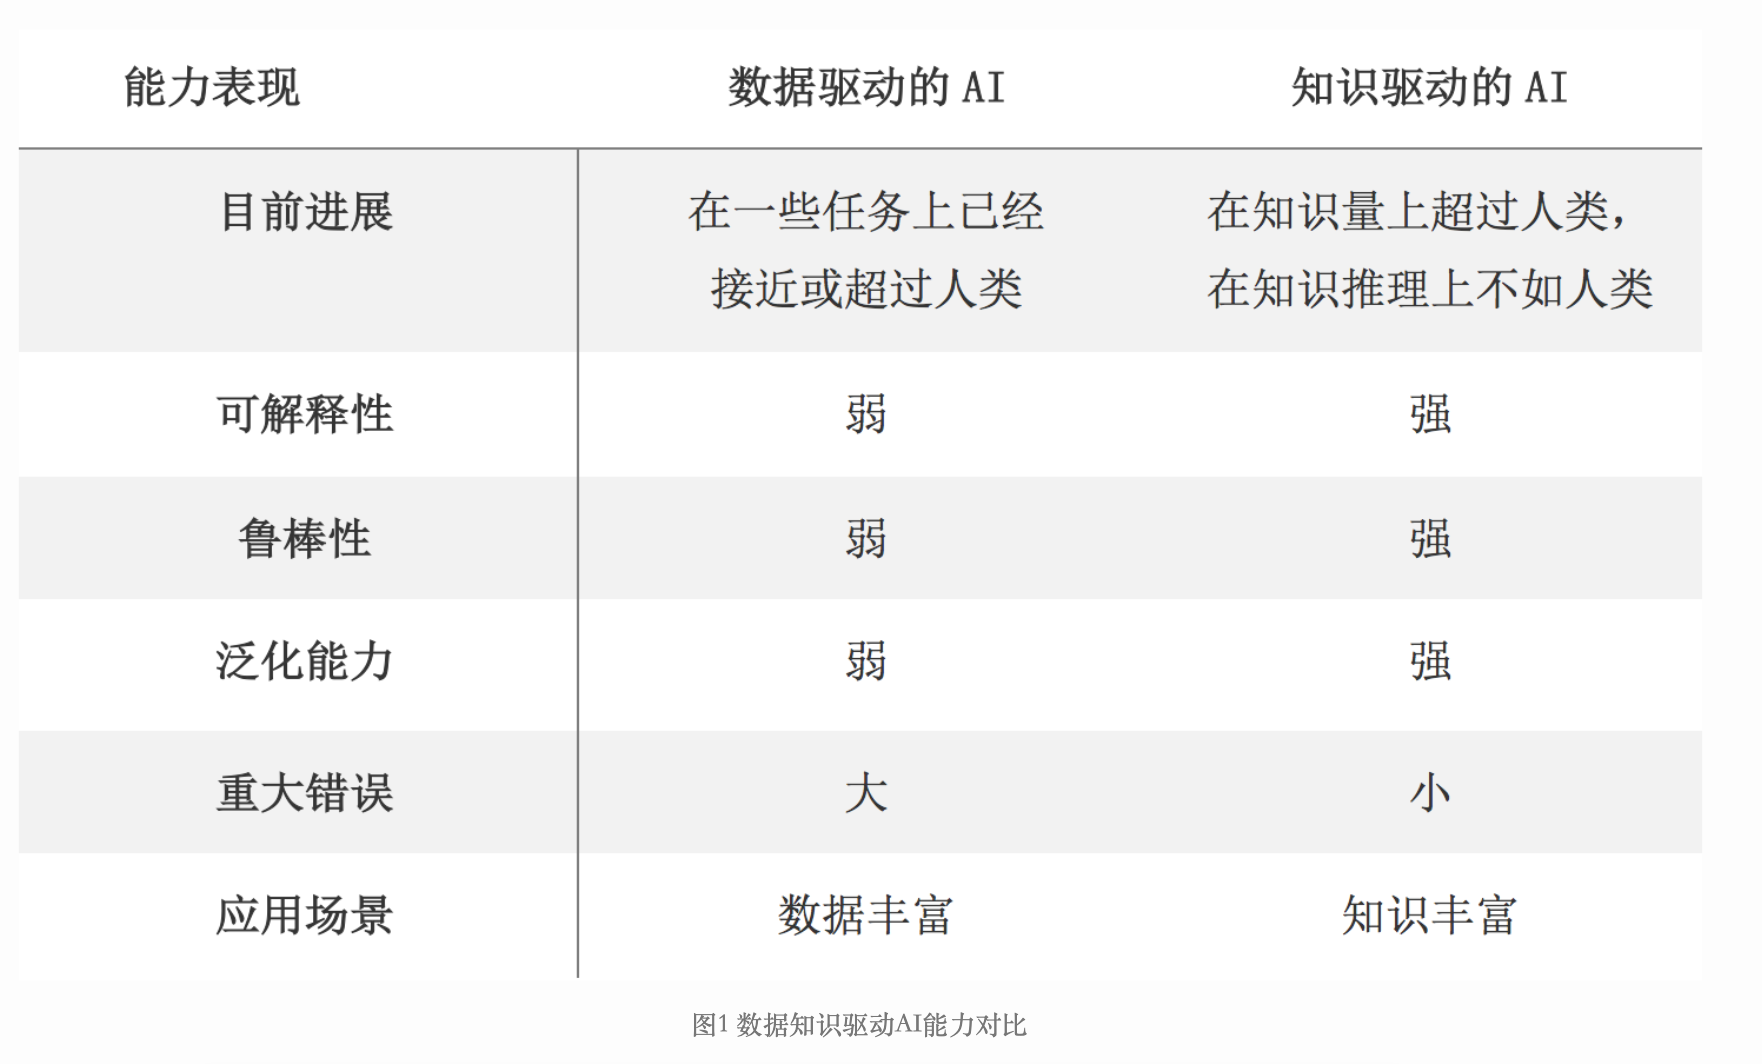 能力表现 数据驱动的 AI 知识驱动的 AI
目前进展 在一些任务上已经 在知识量上超过人类，
接近或超过人类 在知识推理上不如人类
可解释性 弱 强
鲁棒性 弱 强
泛化能力 弱 强
重大错误 大 小
应用场景 数据丰富 知识丰富
图1 数据知识驱动AI能力对比